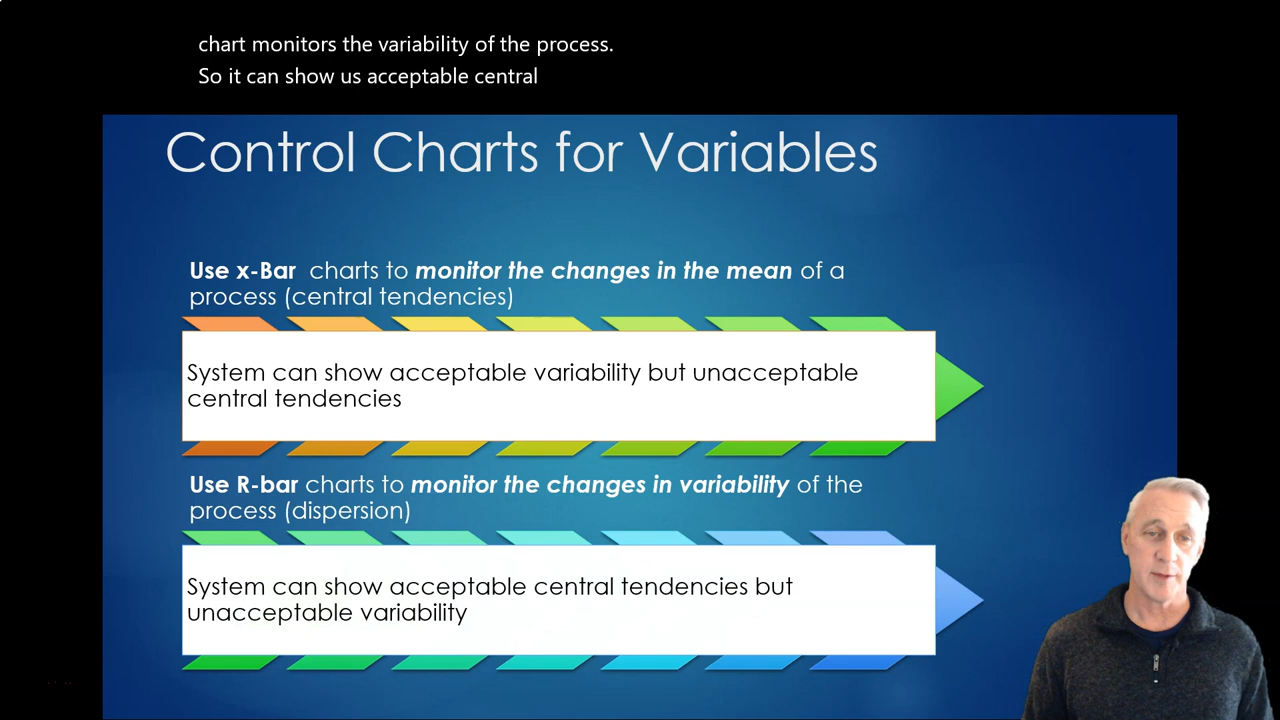 chart monitors the variability of the process.
So it can show us acceptable central
Control Charts for Variables
Use x-Bar charts to monitor the changes in the mean of a
process (central tendencies)
System can show acceptable variability but unacceptable
central tendencies
Use R-bar charts to monitor the changes in variability of the
process (dispersion)
System can show acceptable central tendencies but
unacceptable variability